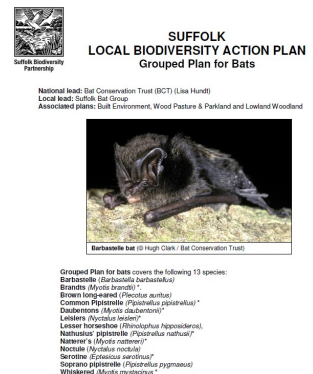 SUFFOLK
LOCAL BIODIVERSITY ACTION PLAN
Grouped Plan for Bats
Suffolk Biodiversity
Partnership
National lead: Bat Conservation Trust (BCT) (Lisa Hundt)
Local lead: Suffolk Bat Group
Associated plans: Built Environment, Wood Pasture & Parkland and Lowland Woodland
Barbastelle bat (© Hugh Clark / Bat Conservation Trust)
Grouped Plan for bats covers the following 13 species:
Barbastelle (Barbastella barbastellus)
Brandts (Myotis brandtii) *.
Brown long-eared (Plecotus auritus)
Common Pipistrelle (Pipistrellus pipistrellus) *
Daubentons (Myotis daubentonii)*
Leislers (Nyctalus leisleri)*
Lesser horseshoe (Rhinolophus hipposideros),
Nathusius' pipistrelle (Pipistrellus nathusii)*
Natterer's (Myotis nattereri)*
Noctule (Nyctalus noctula)
Serotine (Eptesicus serotinus)*
Soprano pipistrelle (Pipistrellus pygmaeus)
Whiskered (Myotis mystacinus *